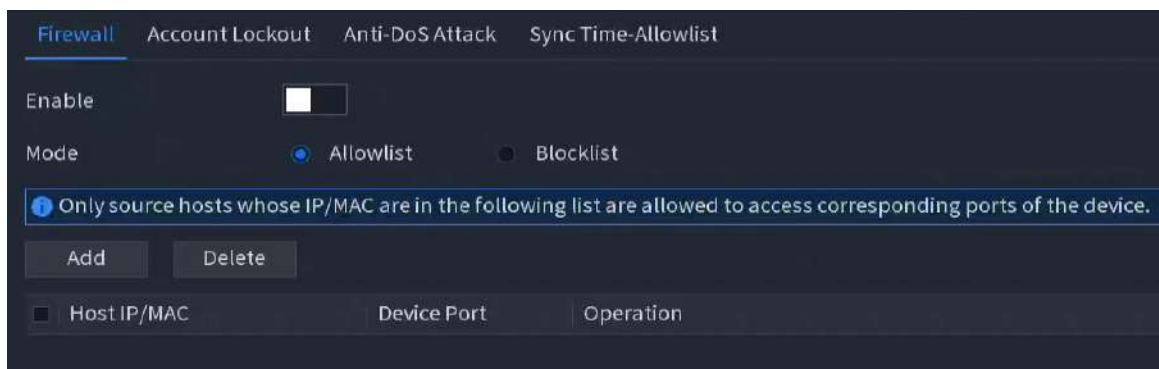 Firewall Account Lockout Anti-DoS Attack Sync Time-Allowlist
Enable
Mode Allowlist Blocklist
Only source hosts whose IP/MAC are in the following list are allowed to access corresponding ports of the device.
Add Delete
Host IP/MAC Device Port Operation